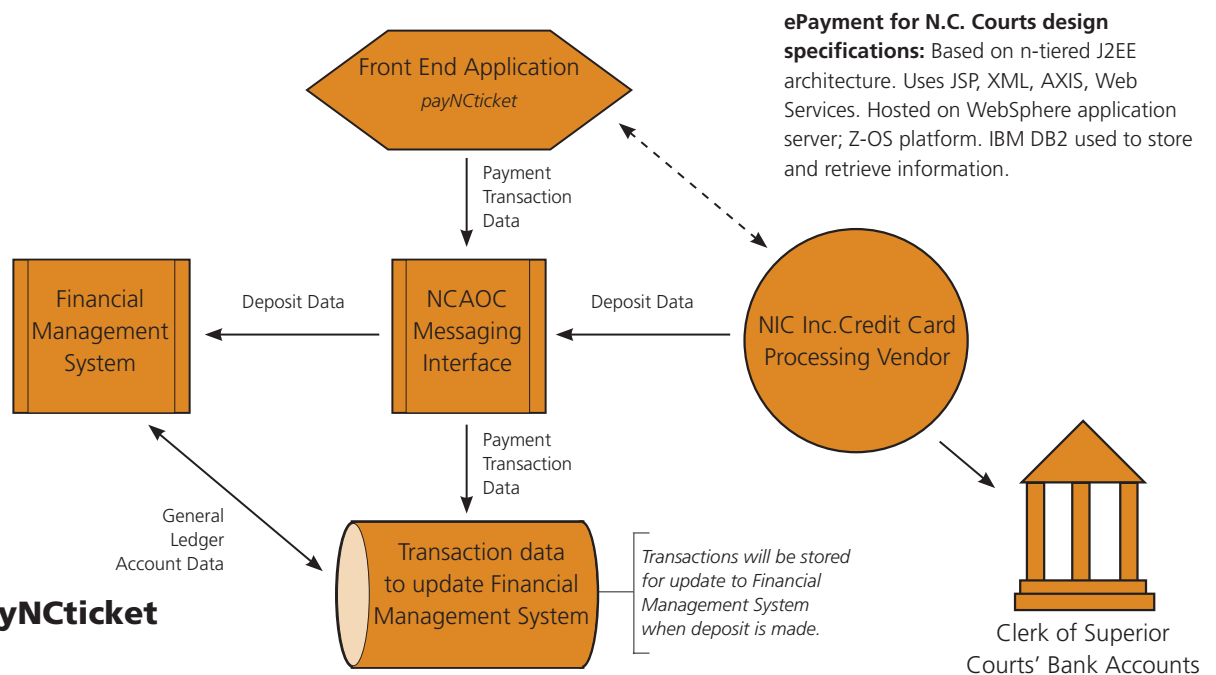 ePayment for N.C. Courts design
specifications: Based on n-tiered J2EE
architecture. Uses JSP, XML, AXIS, Web
Services. Hosted on WebSphere application
server; Z-OS platform. IBM DB2 used to store
and retrieve information.
Front End Application
payNCticket
Payment
Transaction
Data
Financial
Management
System
Deposit Data
NCAOC
Messaging
Interface
Deposit Data
NIC Inc.Credit Card
Processing Vendor
Payment
Transaction
Data
General
Ledger
Account Data
Transaction data
to update Financial
Management System
Transactions will be stored
for update to Financial
Management System
when deposit is made.
yNCticket
Clerk of Superior
Courts’ Bank Accounts